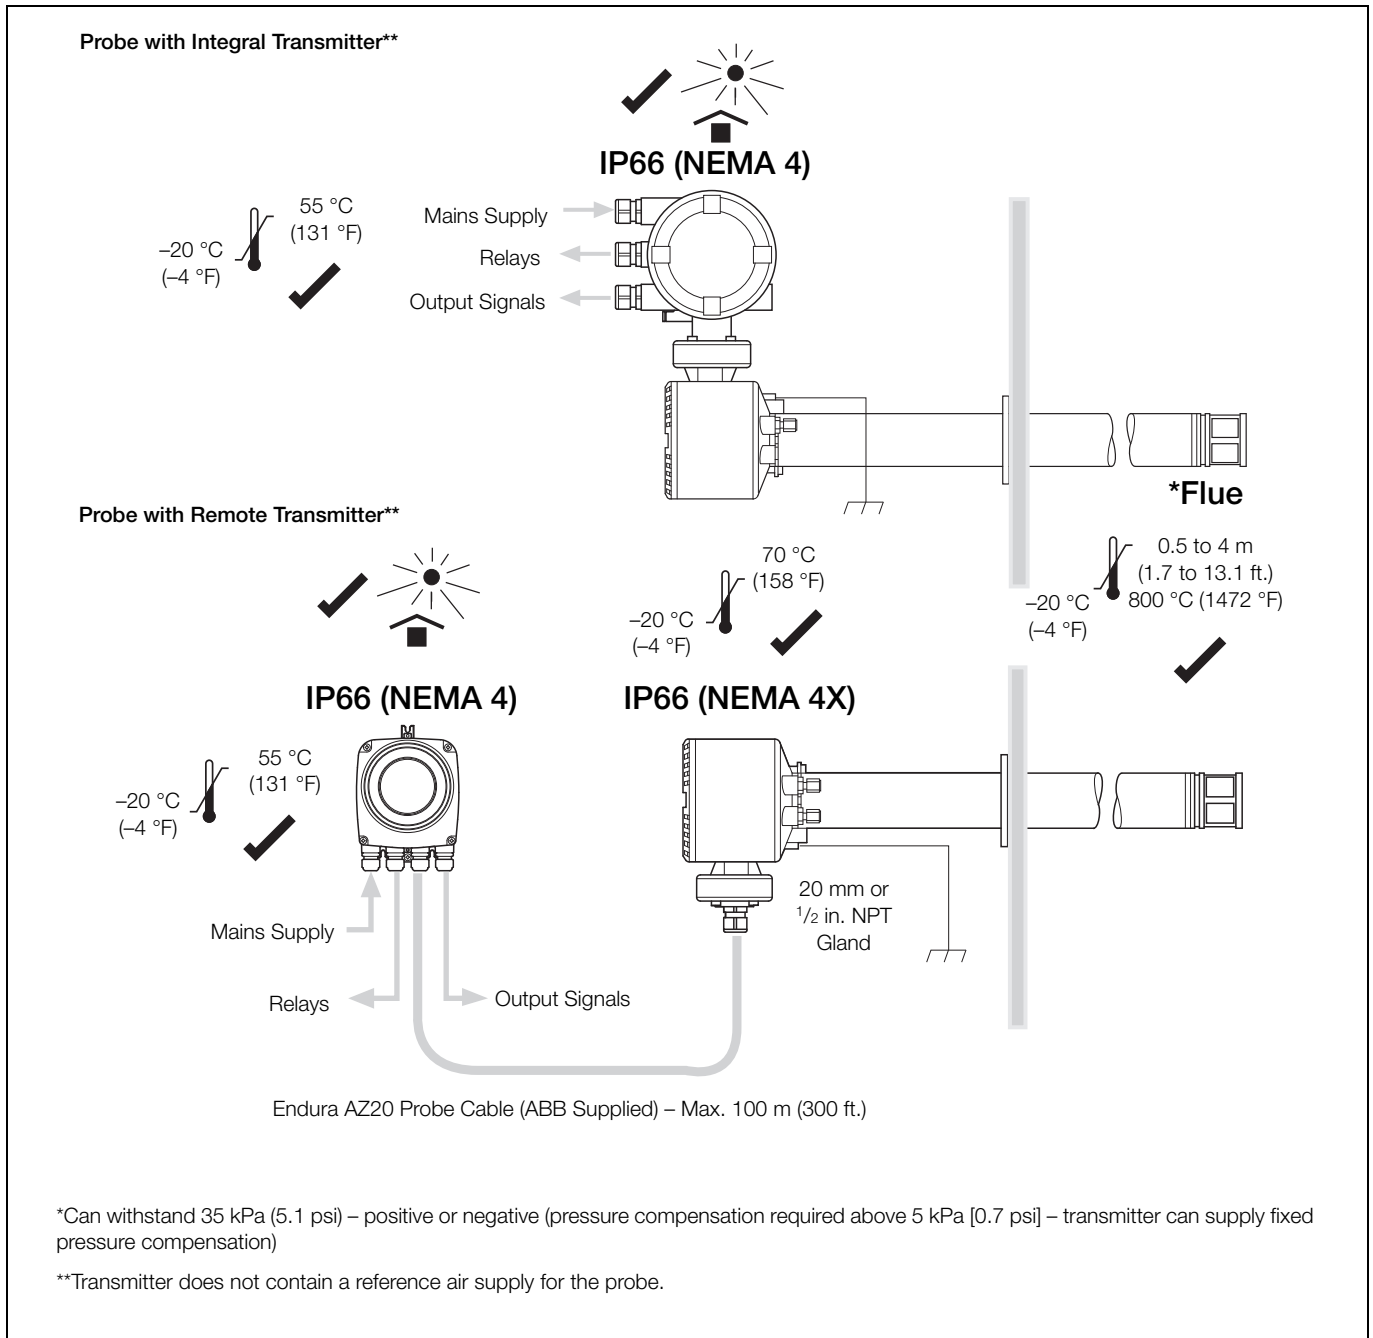 Probe with Integral Transmitter**
IP66 (NEMA 4)
55 °C
(131 °F)
–20 °C
(–4 °F)
Mains Supply
Relays
Output Signals
*Flue
Probe with Remote Transmitter**
0.5 to 4 m
(1.7 to 13.1 ft.)
800 °C (1472 °F)
–20 °C
(–4 °F)
70 °C
(158 °F)
–20 °C
(–4 °F)
IP66 (NEMA 4)
IP66 (NEMA 4X)
55 °C
(131 °F)
–20 °C
(–4 °F)
20 mm or
1/2 in. NPT
Gland
Mains Supply
Relays
Output Signals
Endura AZ20 Probe Cable (ABB Supplied) – Max. 100 m (300 ft.)
*Can withstand 35 kPa (5.1 psi) – positive or negative (pressure compensation required above 5 kPa [0.7 psi] – transmitter can supply fixed
pressure compensation)
**Transmitter does not contain a reference air supply for the probe.